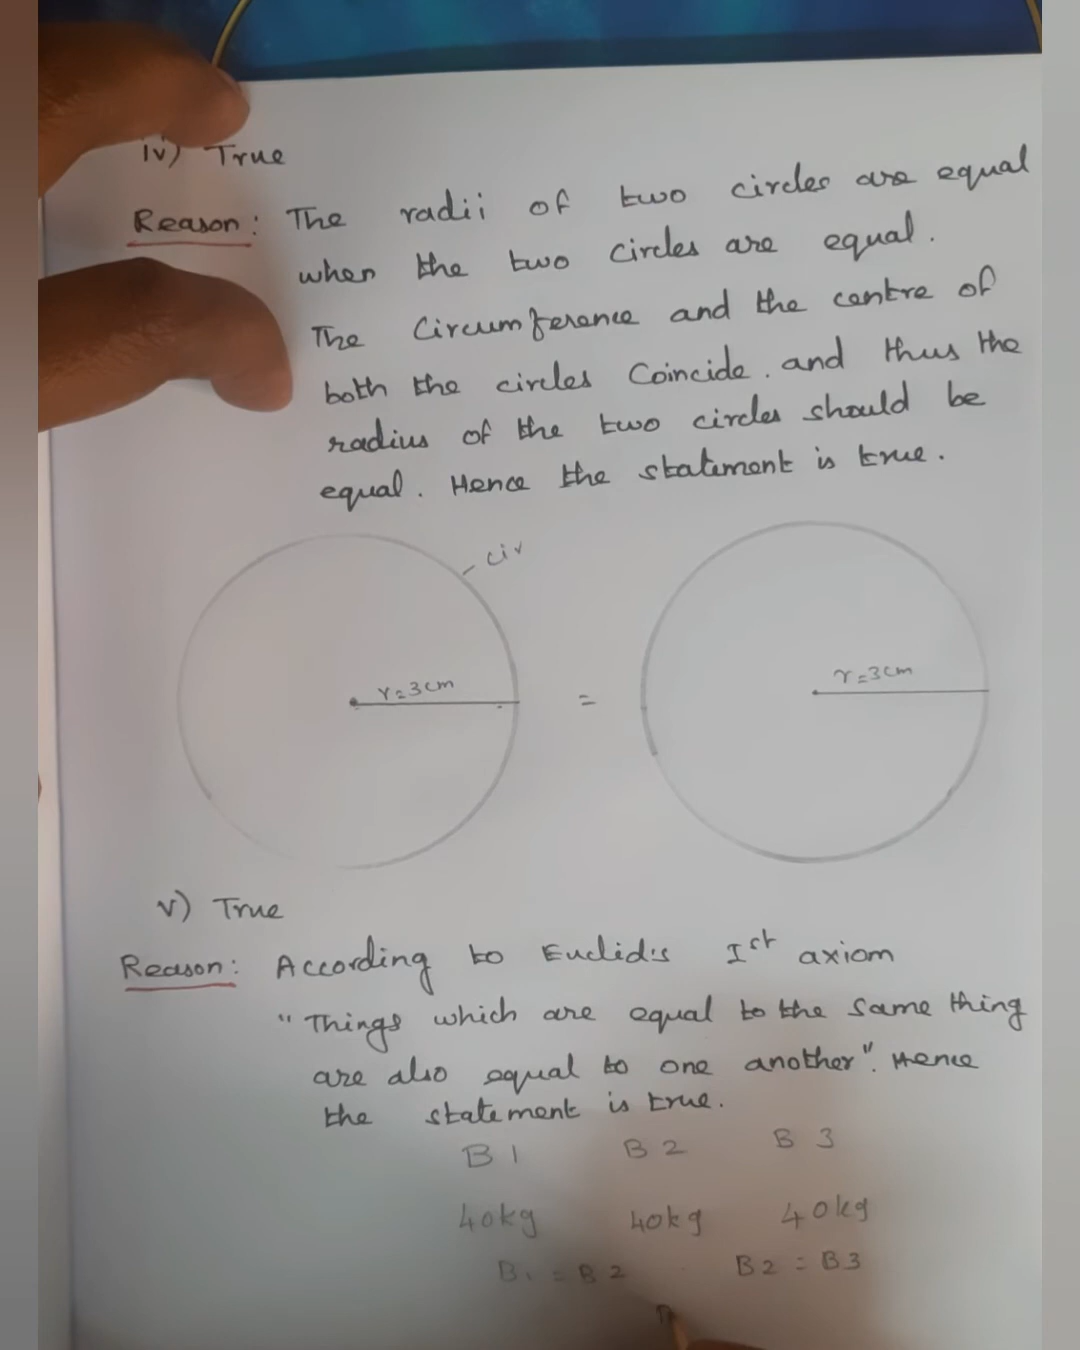 iv) True
Reason: The radii of two circles are equal
when the two circles are equal.
The Circumference and the centre of
both the circles Coincide. and thus the
radius of the two circles should be
equal. Hence the statement is true.
cir
r=3cm
=
r=3cm
v) True
Reason: According to Euclid's Ist axiom
"Things which are equal to the same thing
are also equal to one another". Hence
the statement is true.
B1 B2 B3
40kg 40kg 40kg
B1 = B2 B2 = B3